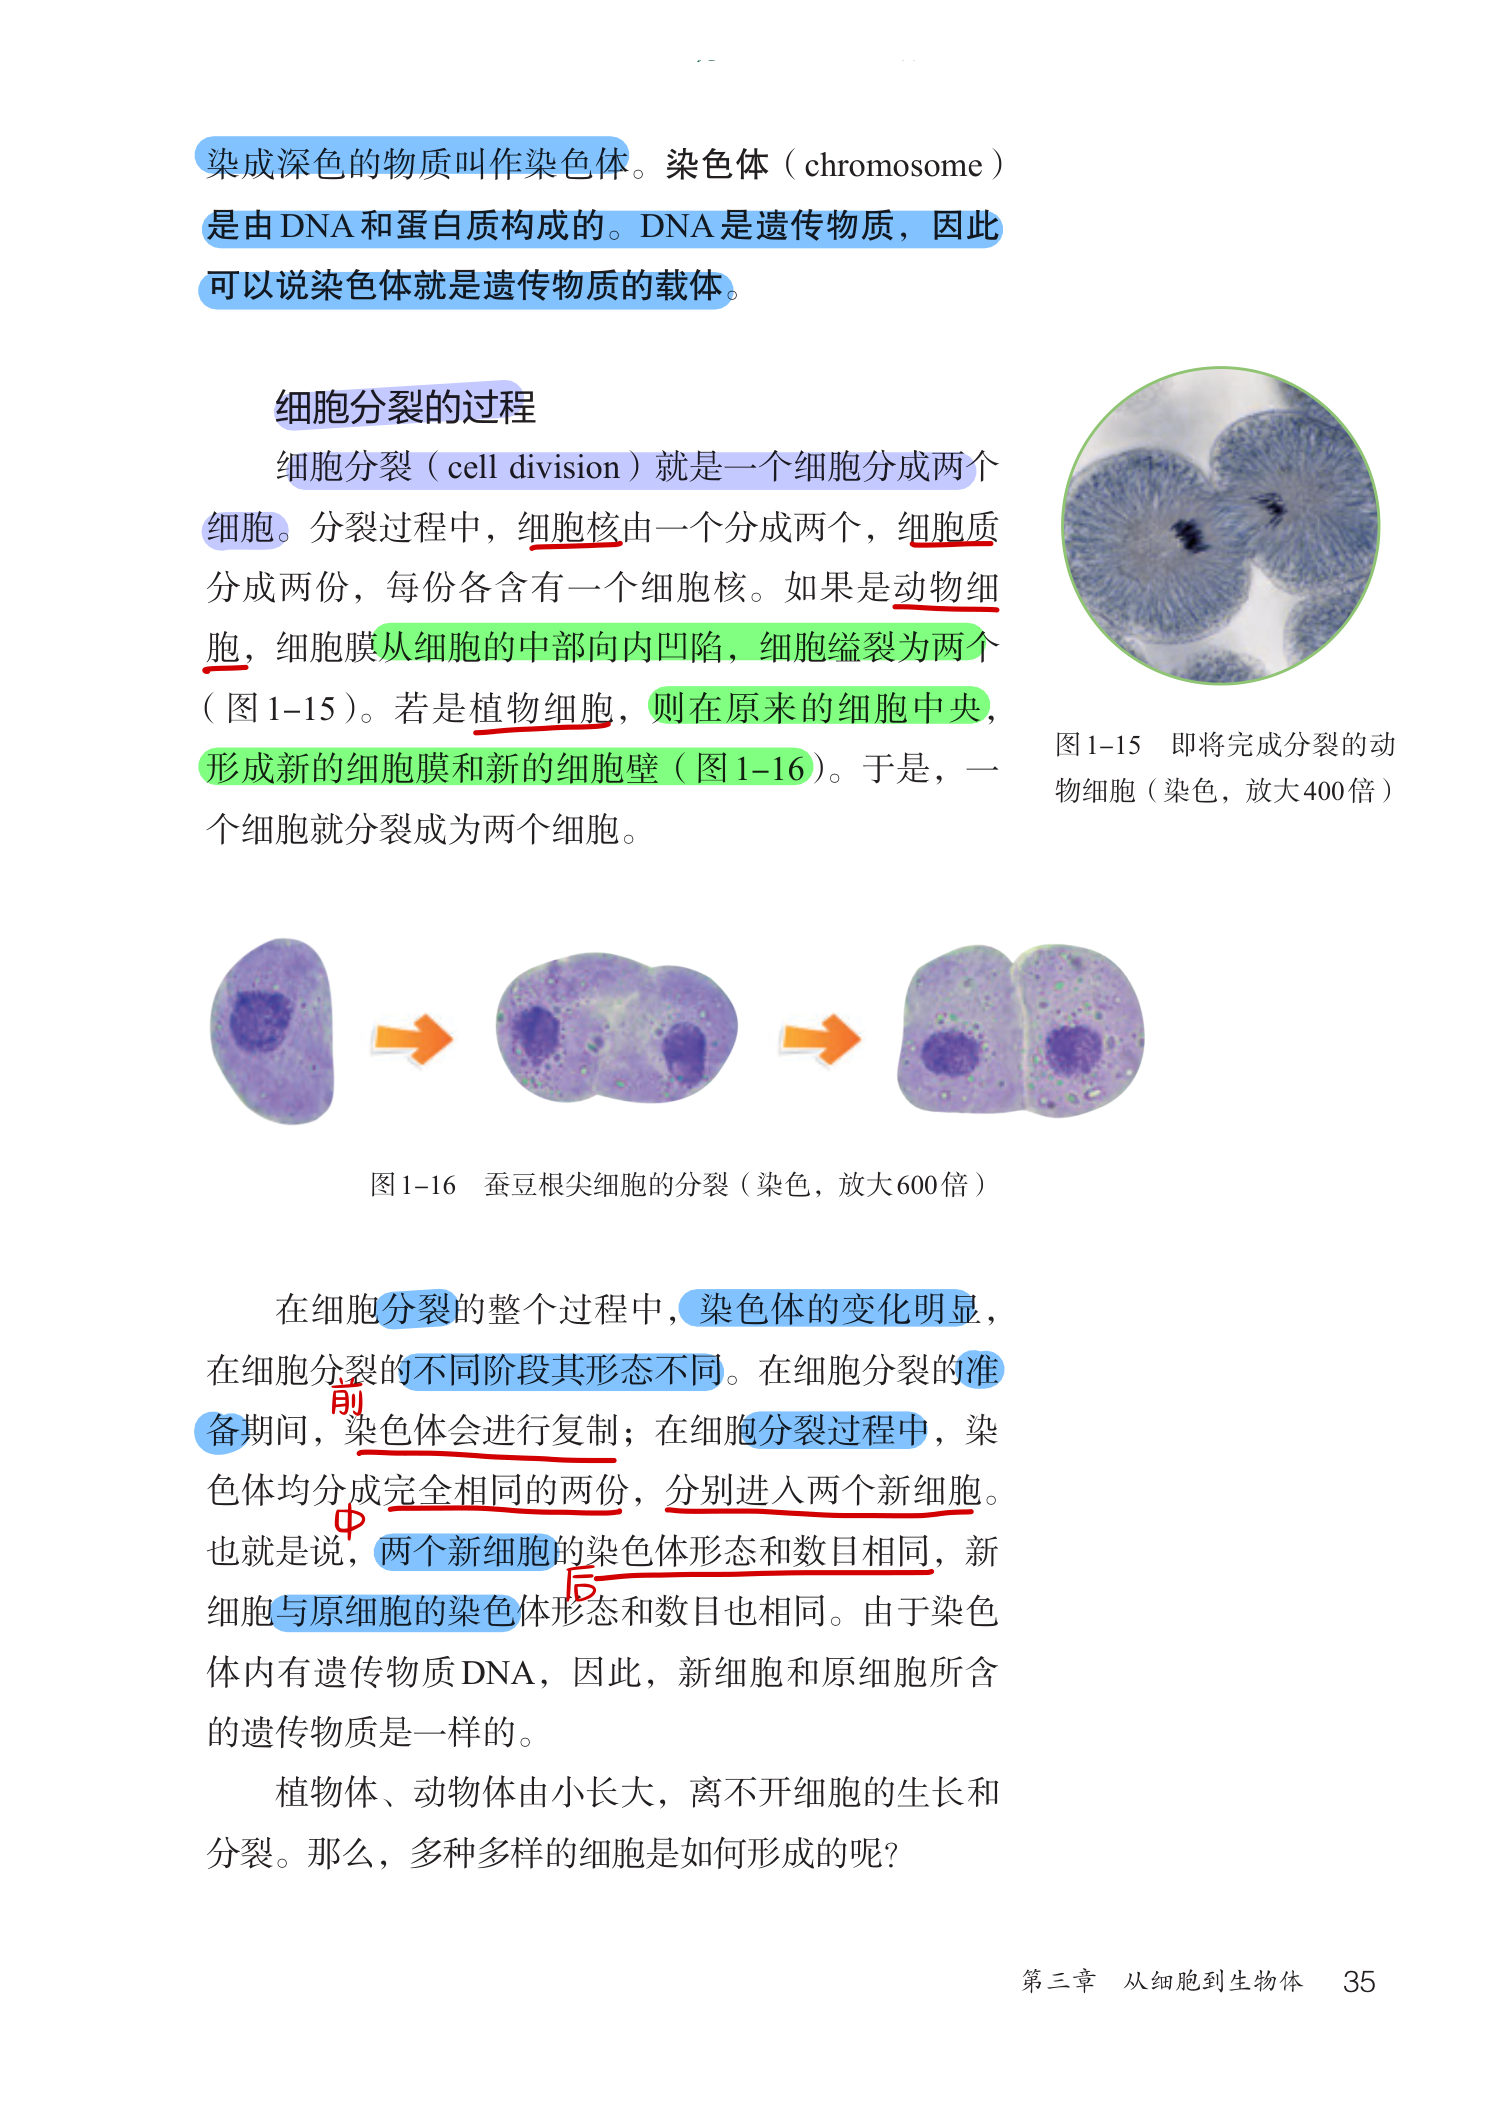 染成深色的物质叫作染色体。染色体（chromosome）
是由DNA和蛋白质构成的。DNA是遗传物质，因此
可以说染色体就是遗传物质的载体。
细胞分裂的过程
细胞分裂（cell division）就是一个细胞分成两个
细胞。分裂过程中，细胞核由一个分成两个，细胞质
分成两份，每份各含有一个细胞核。如果是动物细
胞，细胞膜从细胞的中部向内凹陷，细胞缢裂为两个
（图1–15）。若是植物细胞，则在原来的细胞中央，
形成新的细胞膜和新的细胞壁（图1–16）。于是，一
个细胞就分裂成为两个细胞。
图1–15 即将完成分裂的动
物细胞（染色，放大400倍）
图1–16 蚕豆根尖细胞的分裂（染色，放大600倍）
在细胞分裂的整个过程中，染色体的变化明显，
在细胞分裂的不同阶段其形态不同。在细胞分裂的准
前
备期间，染色体会进行复制；在细胞分裂过程中，染
色体均分成完全相同的两份，分别进入两个新细胞。
中
也就是说，两个新细胞的染色体形态和数目相同，新
后
细胞与原细胞的染色体形态和数目也相同。由于染色
体内有遗传物质DNA，因此，新细胞和原细胞所含
的遗传物质是一样的。
植物体、动物体由小长大，离不开细胞的生长和
分裂。那么，多种多样的细胞是如何形成的呢？
第三章 从细胞到生物体 35